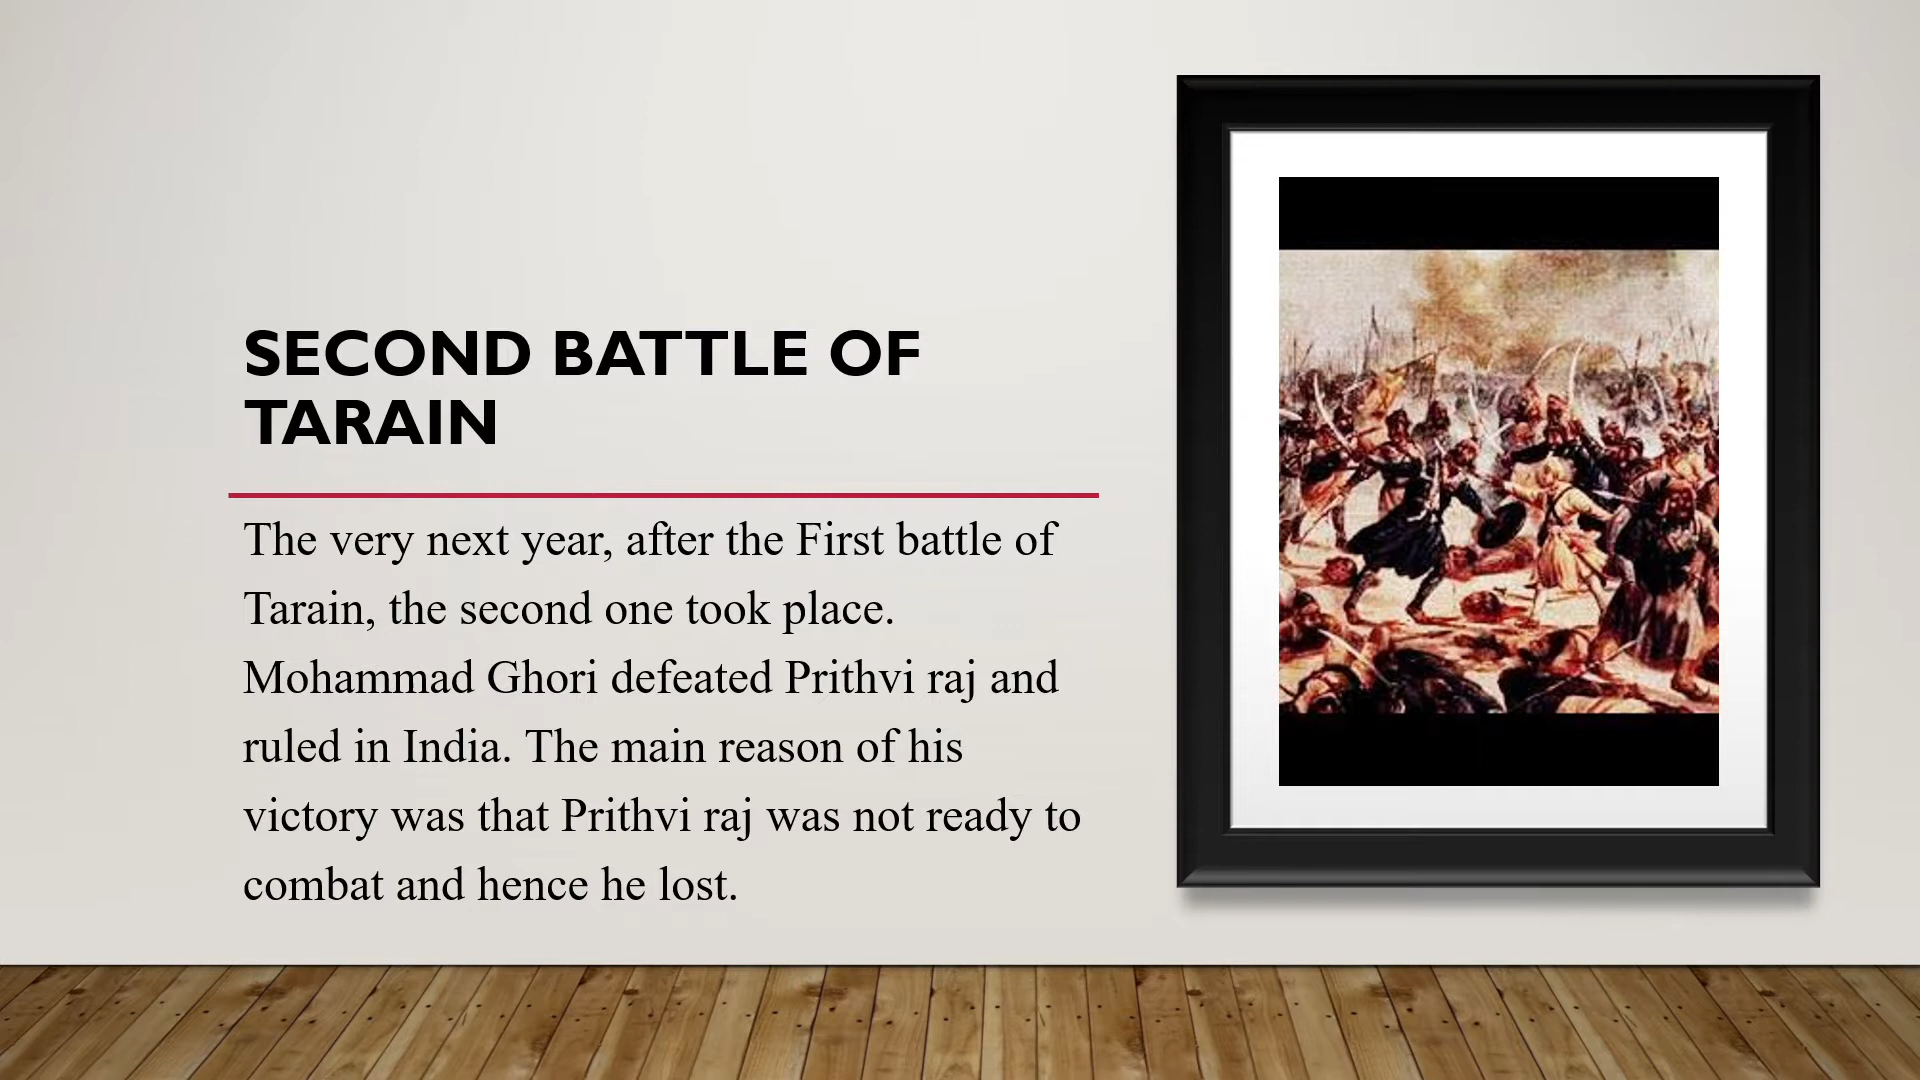 SECOND BATTLE OF
TARAIN
The very next year, after the First battle of
Tarain, the second one took place.
Mohammad Ghori defeated Prithvi raj and
ruled in India. The main reason of his
victory was that Prithvi raj was not ready to
combat and hence he lost.